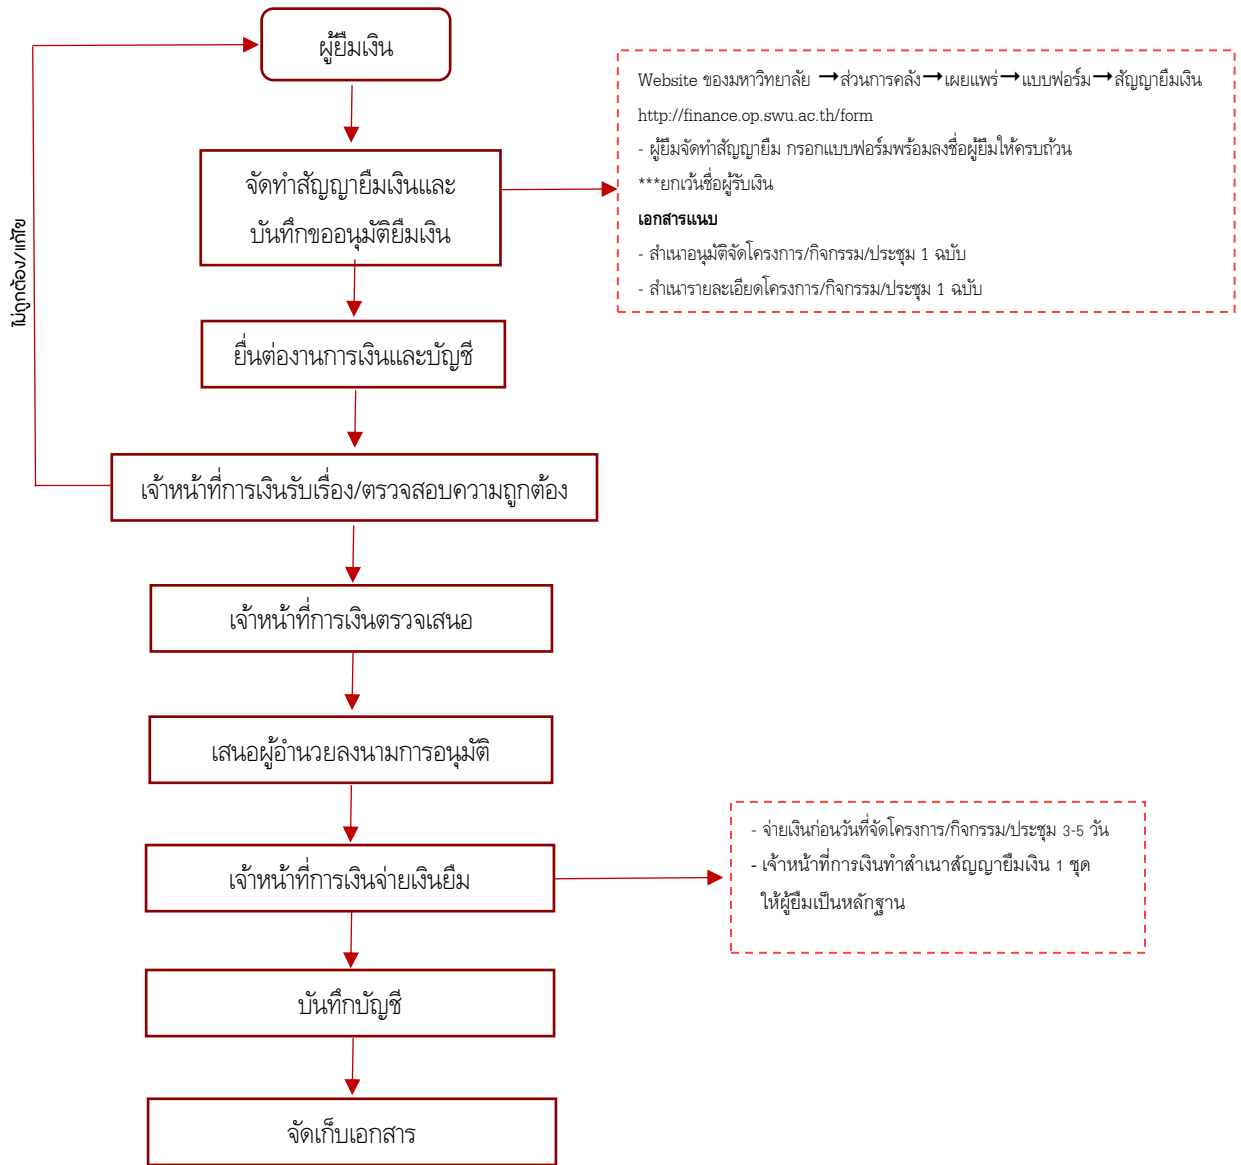 ผู้ยืมเงิน
Website ของมหาวิทยาลัย →ส่วนการคลัง→เผยแพร่→แบบฟอร์ม→สัญญายืมเงิน
http://finance.op.swu.ac.th/form
- ผู้ยืมจัดทำสัญญายืม กรอกแบบฟอร์มพร้อมลงชื่อผู้ยืมให้ครบถ้วน
***ยกเว้นชื่อผู้รับเงิน
เอกสารแนบ
- สำเนาอนุมัติจัดโครงการ/กิจกรรม/ประชุม 1 ฉบับ
- สำเนารายละเอียดโครงการ/กิจกรรม/ประชุม 1 ฉบับ
จัดทำสัญญายืมเงินและ
บันทึกขออนุมัติยืมเงิน
ไม่ถูกต้อง/แก้ไข
ยื่นต่องานการเงินและบัญชี
เจ้าหน้าที่การเงินรับเรื่อง/ตรวจสอบความถูกต้อง
เจ้าหน้าที่การเงินตรวจเสนอ
เสนอผู้อำนวยลงนามการอนุมัติ
เจ้าหน้าที่การเงินจ่ายเงินยืม
- จ่ายเงินก่อนวันที่จัดโครงการ/กิจกรรม/ประชุม 3-5 วัน
- เจ้าหน้าที่การเงินทำสำเนาสัญญายืมเงิน 1 ชุด
ให้ผู้ยืมเป็นหลักฐาน
บันทึกบัญชี
จัดเก็บเอกสาร